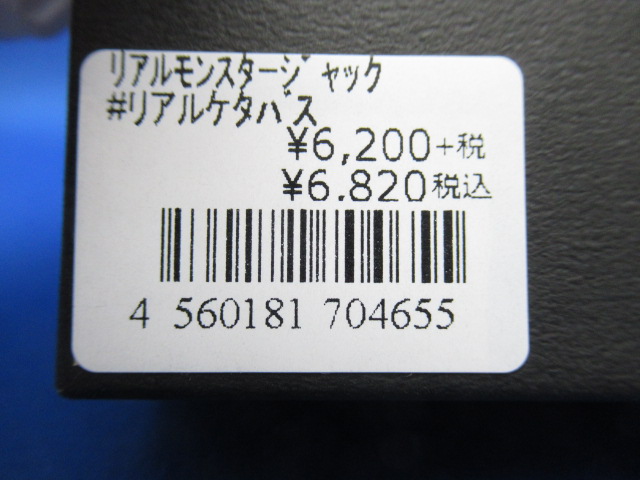 リアルモンスタージャック
#リアルケタバス
¥6,200+税
¥6.820税込
4 560181 704655